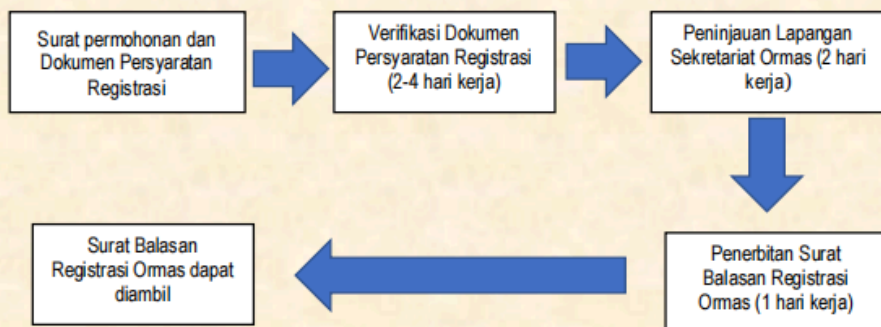 Surat permohonan dan
Dokumen Persyaratan
Registrasi
Verifikasi Dokumen
Persyaratan Registrasi
(2-4 hari kerja)
Peninjauan Lapangan
Sekretariat Ormas (2 hari
kerja)
Penerbitan Surat
Balasan Registrasi
Ormas (1 hari kerja)
Surat Balasan
Registrasi Ormas dapat
diambil